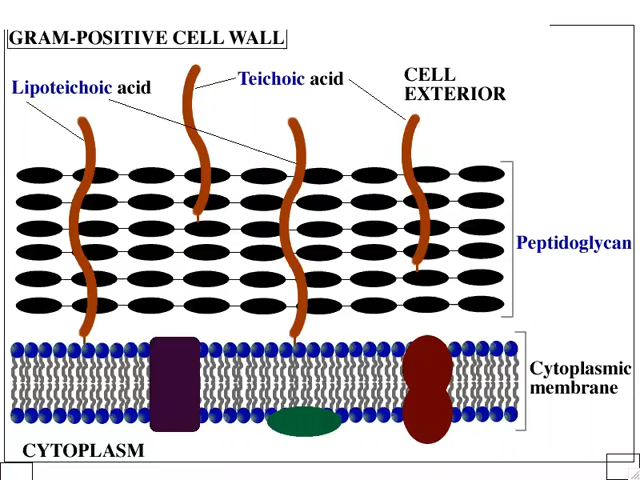 GRAM-POSITIVE CELL WALL
Lipoteichoic acid
Teichoic acid
CELL
EXTERIOR
Peptidoglycan
Cytoplasmic
membrane
CYTOPLASM